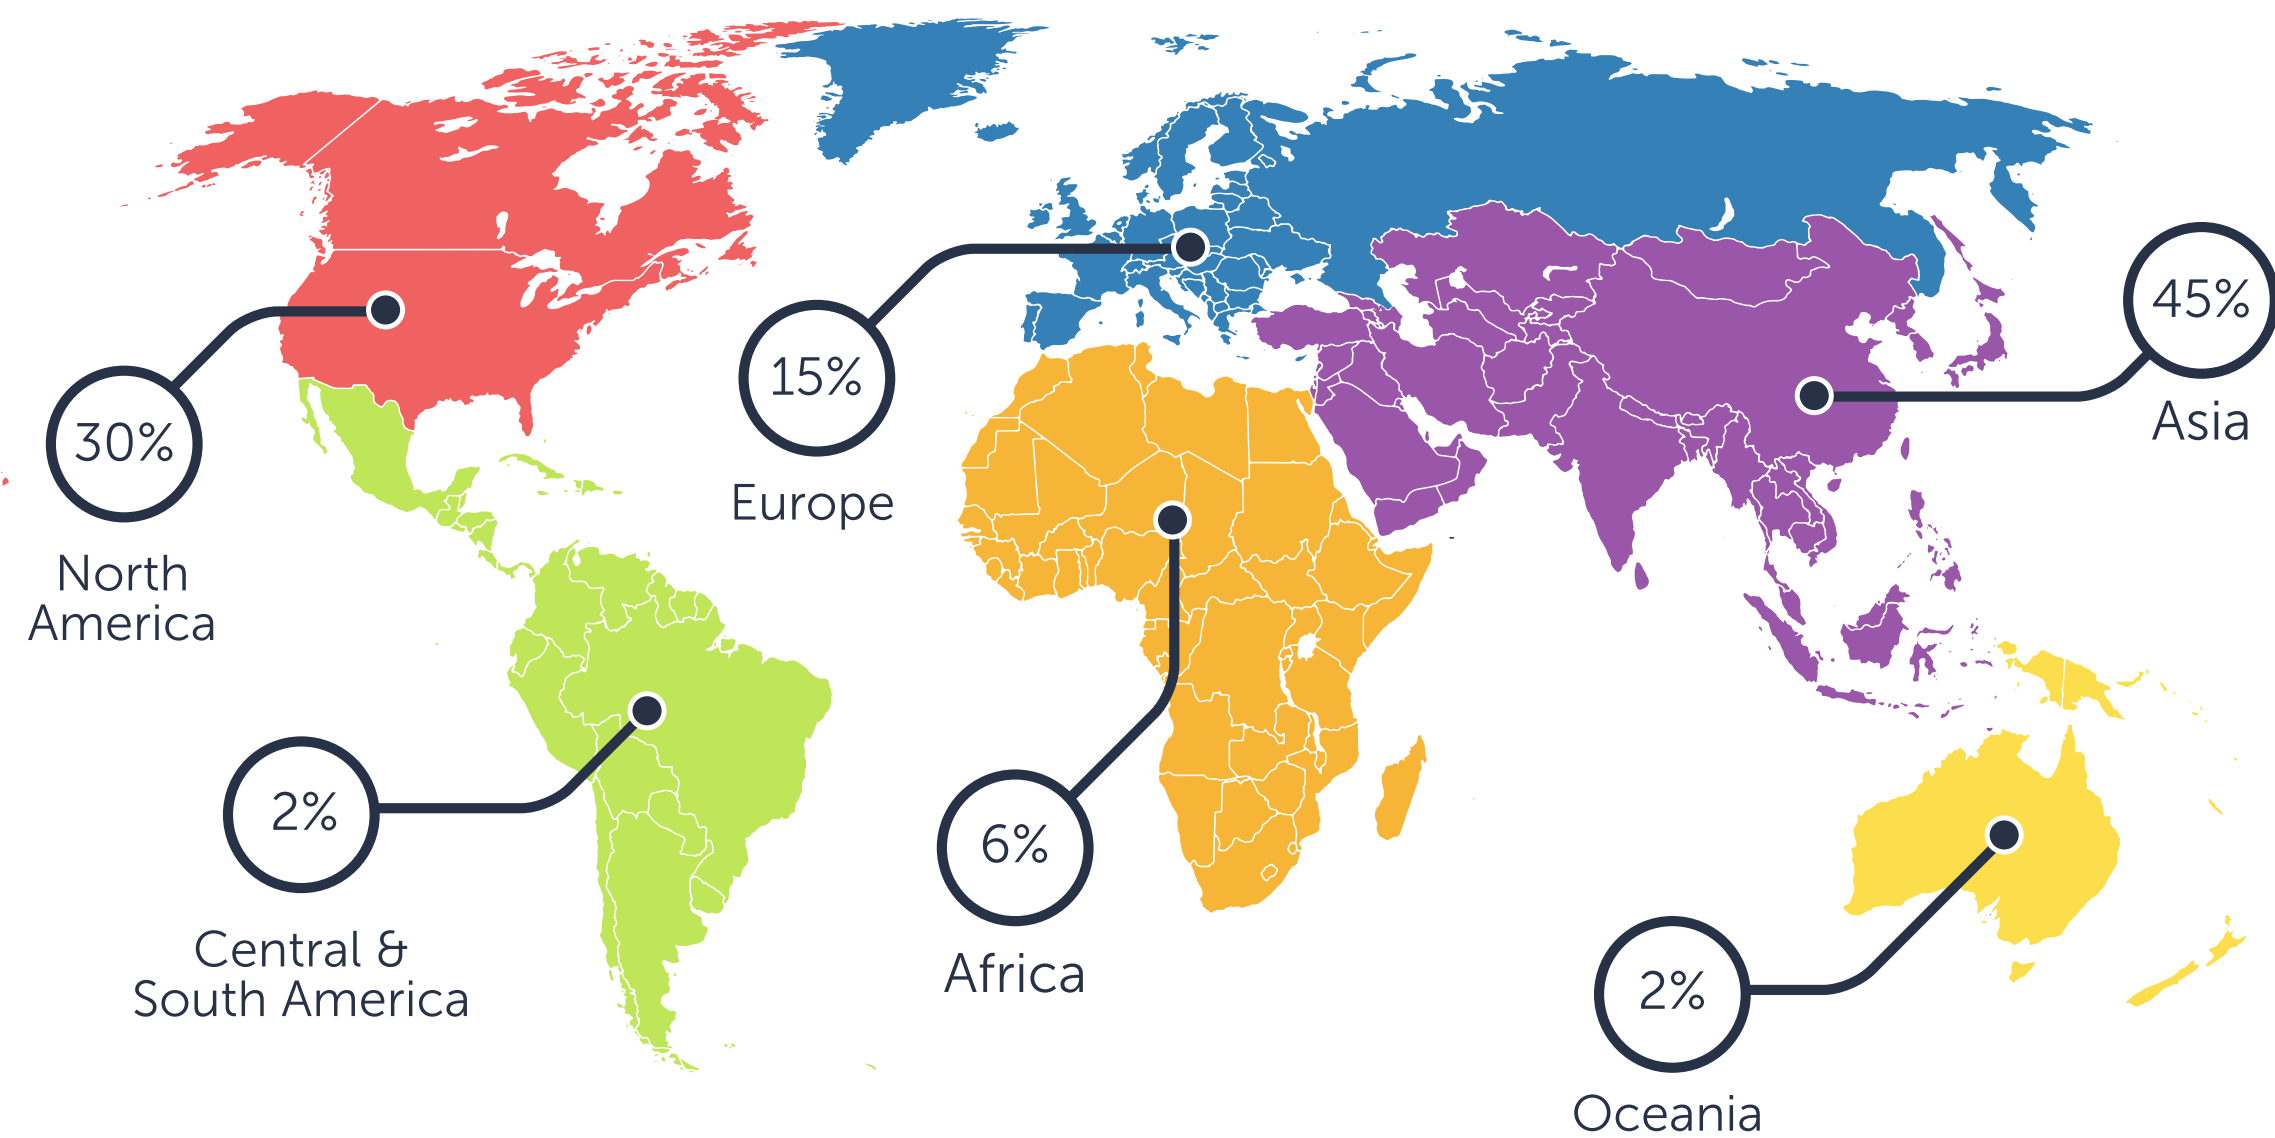 30%
North
America
15%
Europe
45%
Asia
2%
Central &
South America
6%
Africa
2%
Oceania